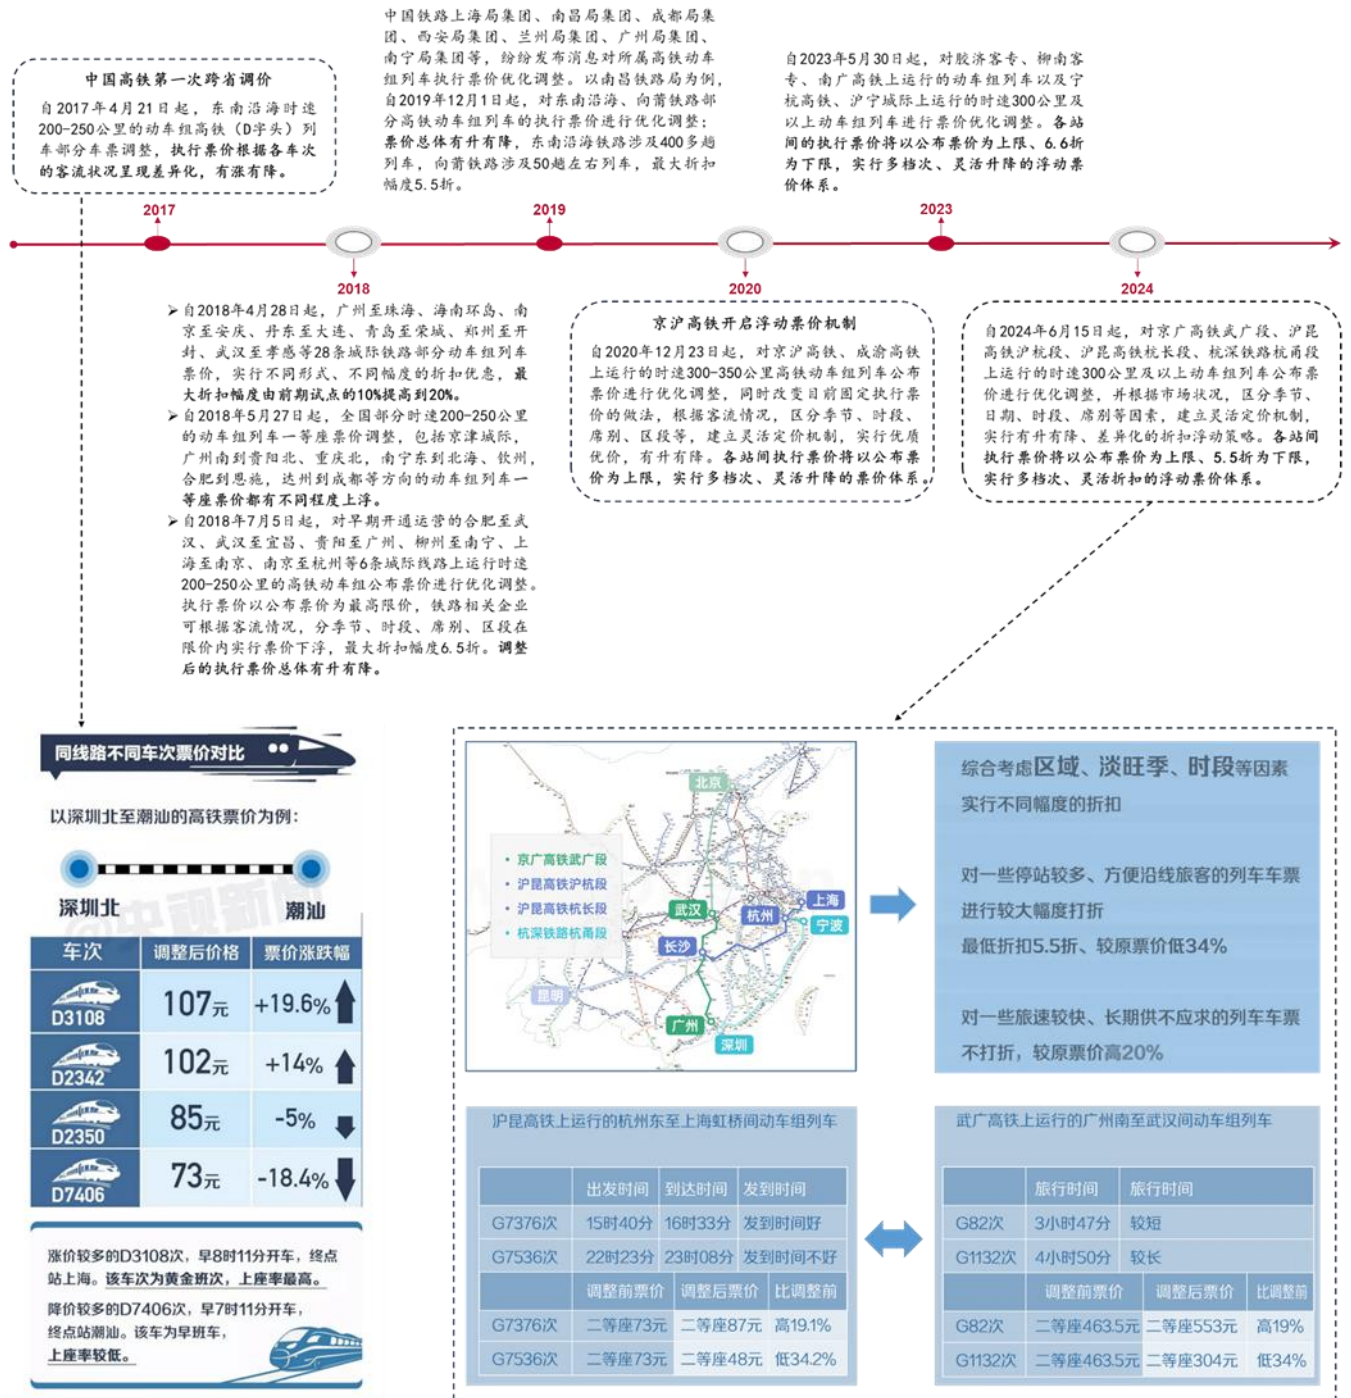 中国高铁第一次跨省调价
自2017年4月21日起，东南沿海时速
200-250公里的动车组高铁（D字头）列
车部分车票调整，执行票价根据各车次
的客流状况呈现差异化，有涨有降。
中国铁路上海局集团、南昌局集团、成都局集
团、西安局集团、兰州局集团、广州局集团、
南宁局集团等，纷纷发布消息对所属高铁动车
组列车执行票价优化调整。以南昌铁路局为例，
自2019年12月1日起，对东南沿海、向莆铁路部
分高铁动车组列车的执行票价进行优化调整：
票价总体有升有降，东南沿海铁路涉及400多趟
列车，向莆铁路涉及50趟左右列车，最大折扣
幅度5.5折。
自2023年5月30日起，对胶济客专、柳南客
专、南广高铁上运行的动车组列车以及宁
杭高铁、沪宁城际上运行的时速300公里及
以上动车组列车进行票价优化调整。各站
间的执行票价将以公布票价为上限、6.6折
为下限，实行多档次、灵活升降的浮动票
价体系。
2017
2019
2023
2018
2020
2024
➤自2018年4月28日起，广州至珠海、海南环岛、南
京至安庆、丹东至大连、青岛至荣城、郑州至开
封、武汉至孝感等28条城际铁路部分动车组列车
票价，实行不同形式、不同幅度的折扣优惠，最
大折扣幅度由前期试点的10%提高到20%。
➤自2018年5月27日起，全国部分时速200-250公里
的动车组列车一等座票价调整，包括京津城际，
广州南到贵阳北、重庆北，南宁东到北海、钦州，
合肥到恩施，达州到成都等方向的动车组列车一
等座票价都有不同程度上浮。
➤自2018年7月5日起，对早期开通运营的合肥至武
汉、武汉至宜昌、贵阳至广州、柳州至南宁、上
海至南京、南京至杭州等6条城际线路上运行时速
200-250公里的高铁动车组公布票价进行优化调整。
执行票价以公布票价为最高限价，铁路相关企业
可根据客流情况，分季节、时段、席别、区段在
限价内实行票价下浮，最大折扣幅度6.5折。调整
后的执行票价总体有升有降。
京沪高铁开启浮动票价机制
自2020年12月23日起，对京沪高铁、成渝高铁
上运行的时速300-350公里高铁动车组列车公布
票价进行优化调整，同时改变目前固定执行票
价的做法，根据客流情况，区分季节、时段、
席别、区段等，建立灵活定价机制，实行优质
优价，有升有降。各站间执行票价将以公布票
价为上限，实行多档次、灵活升降的票价体系。
自2024年6月15日起，对京广高铁武广段、沪昆
高铁沪杭段、沪昆高铁杭长段、杭深铁路杭甬段
上运行的时速300公里及以上动车组列车公布票
价进行优化调整，并根据市场状况，区分季节、
日期、时段、席别等因素，建立灵活定价机制，
实行有升有降、差异化的折扣浮动策略。各站间
执行票价将以公布票价为上限、5.5折为下限，
实行多档次、灵活折扣的浮动票价体系。
同线路不同车次票价对比
以深圳北至潮汕的高铁票价为例：
深圳北 潮汕
@央视新闻
车次 调整后价格 票价涨跌幅
D3108 107元 +19.6%
D2342 102元 +14%
D2350 85元 -5%
D7406 73元 -18.4%
涨价较多的D3108次，早8时11分开车，终点
站上海。该车次为黄金班次，上座率最高。
降价较多的D7406次，早7时11分开车，
终点站潮汕。该车为早班车，
上座率较低。
北京
• 京广高铁武广段
• 沪昆高铁沪杭段
• 沪昆高铁杭长段
• 杭深铁路杭甬段
武汉
杭州
上海
宁波
长沙
昆明
广州
深圳
综合考虑区域、淡旺季、时段等因素
实行不同幅度的折扣
对一些停站较多、方便沿线旅客的列车车票
进行较大幅度打折
最低折扣5.5折、较原票价低34%
对一些旅速较快、长期供不应求的列车车票
不打折，较原票价高20%
沪昆高铁上运行的杭州东至上海虹桥间动车组列车
出发时间 到达时间 发到时间
G7376次 15时40分 16时33分 发到时间好
G7536次 22时23分 23时08分 发到时间不好
调整前票价 调整后票价 比调整前
G7376次 二等座73元 二等座87元 高19.1%
G7536次 二等座73元 二等座48元 低34.2%
武广高铁上运行的广州南至武汉间动车组列车
旅行时间 旅行时间
G82次 3小时47分 较短
G1132次 4小时50分 较长
调整前票价 调整后票价 比调整前
G82次 二等座463.5元 二等座553元 高19%
G1132次 二等座463.5元 二等座304元 低34%